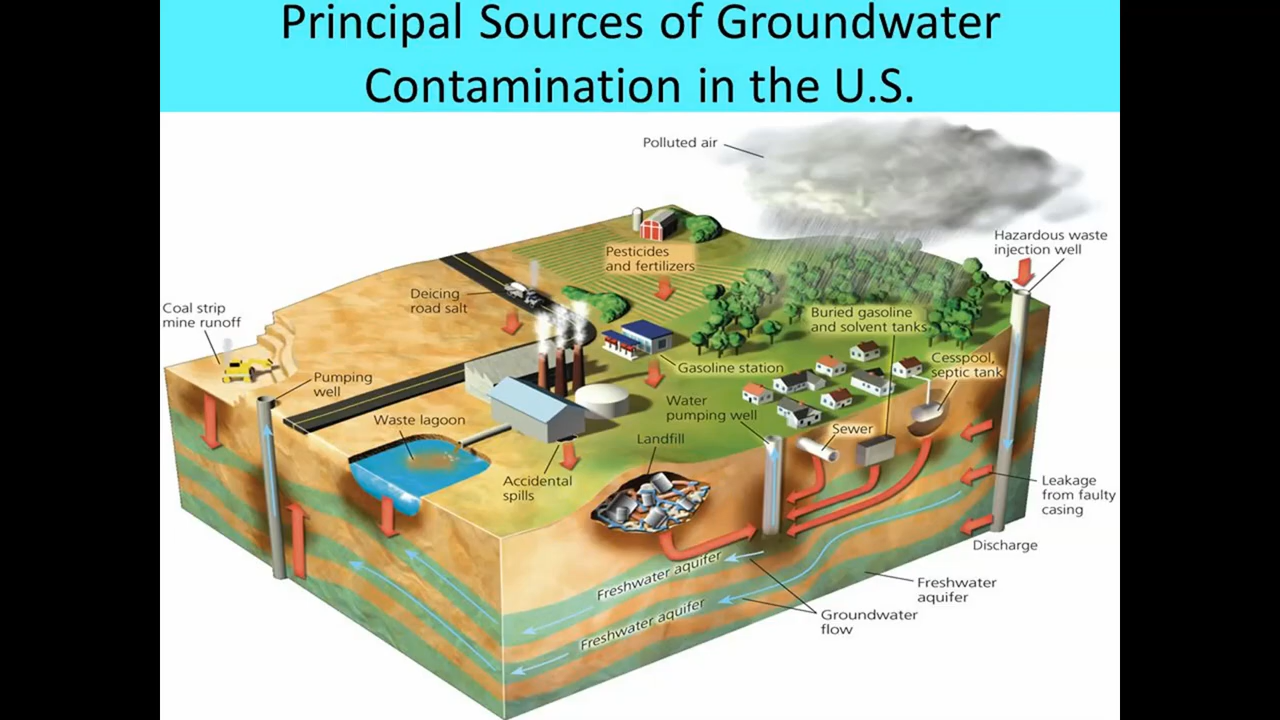 Principal Sources of Groundwater
Contamination in the U.S.
Polluted air
Hazardous waste
injection well
Pesticides
and fertilizers
Deicing
road salt
Coal strip
mine runoff
Buried gasoline
and solvent tanks
Cesspool,
septic tank
Gasoline station
Pumping
well
Water
pumping well
Waste lagoon
Sewer
Landfill
Accidental
spills
Leakage
from faulty
casing
Discharge
Freshwater aquifer
Freshwater
aquifer
Freshwater aquifer
Groundwater
flow